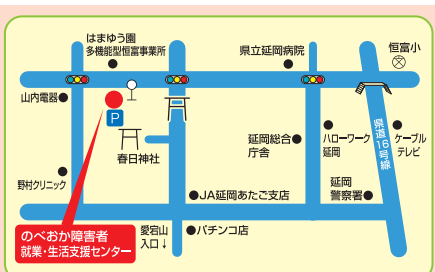 はまゆう園
多機能型恒富事業所
県立延岡病院
恒富小
山内電器
P
春日神社
延岡総合
庁舎
ハローワーク
延岡
ケーブル
テレビ
県道16号線
野村クリニック
JA延岡あたご支店
延岡
警察署
のべおか障害者
就業・生活支援センター
愛宕山
入口↓
パチンコ店